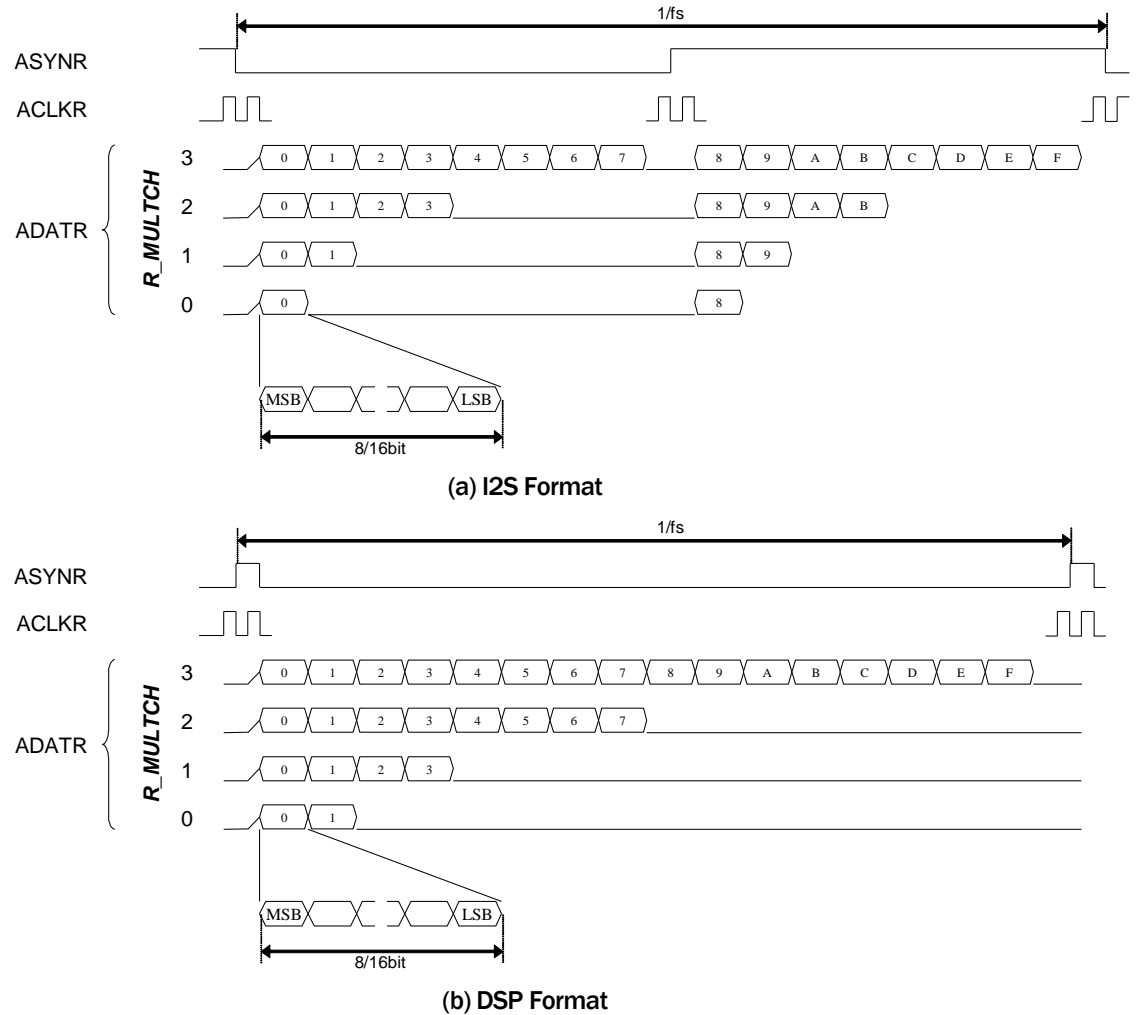 1/fs
ASYNR
ACLKR
ADATR
R_MULTCH
3 0 1 2 3 4 5 6 7 8 9 A B C D E F
2 0 1 2 3 8 9 A B
1 0 1 8 9
0 0 8
MSB LSB
8/16bit
(a) I2S Format
1/fs
ASYNR
ACLKR
ADATR
R_MULTCH
3 0 1 2 3 4 5 6 7 8 9 A B C D E F
2 0 1 2 3 4 5 6 7
1 0 1 2 3
0 0 1
MSB LSB
8/16bit
(b) DSP Format